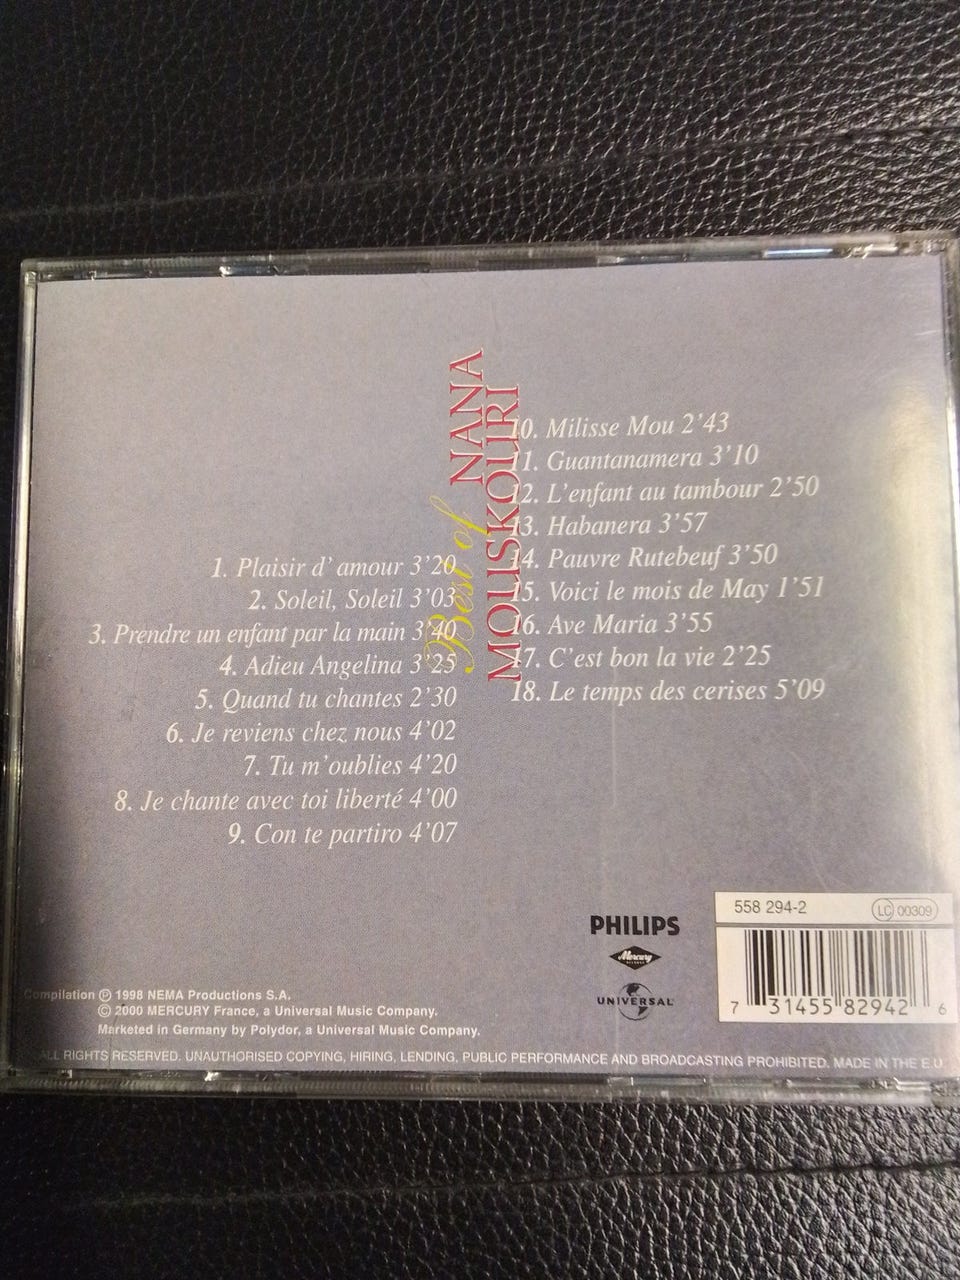 Best of
NANA
MOUSKOURI
1. Plaisir d' amour 3'20
2. Soleil, Soleil 3'03
3. Prendre un enfant par la main 3'40
4. Adieu Angelina 3'25
5. Quand tu chantes 2'30
6. Je reviens chez nous 4'02
7. Tu m'oublies 4'20
8. Je chante avec toi liberté 4'00
9. Con te partiro 4'07
10. Milisse Mou 2'43
11. Guantanamera 3'10
12. L'enfant au tambour 2'50
13. Habanera 3'57
14. Pauvre Rutebeuf 3'50
15. Voici le mois de May 1'51
16. Ave Maria 3'55
17. C'est bon la vie 2'25
18. Le temps des cerises 5'09
PHILIPS
Mercury
RECORDS
UNIVERSAL
558 294-2
LC 00309
7 31455 82942 6
Compilation ℗ 1998 NEMA Productions S.A.
© 2000 MERCURY France, a Universal Music Company.
Marketed in Germany by Polydor, a Universal Music Company.
ALL RIGHTS RESERVED. UNAUTHORISED COPYING, HIRING, LENDING, PUBLIC PERFORMANCE AND BROADCASTING PROHIBITED. MADE IN THE E.U